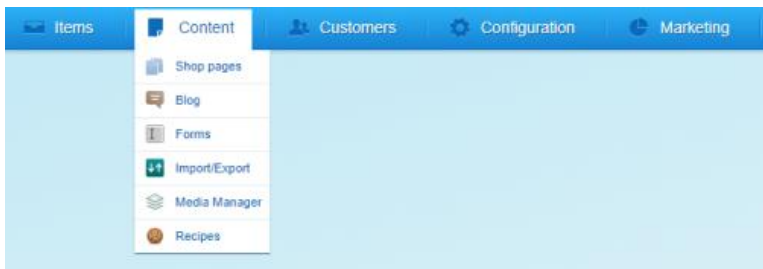 Items Content Customers Configuration Marketing
Shop pages
Blog
Forms
Import/Export
Media Manager
Recipes